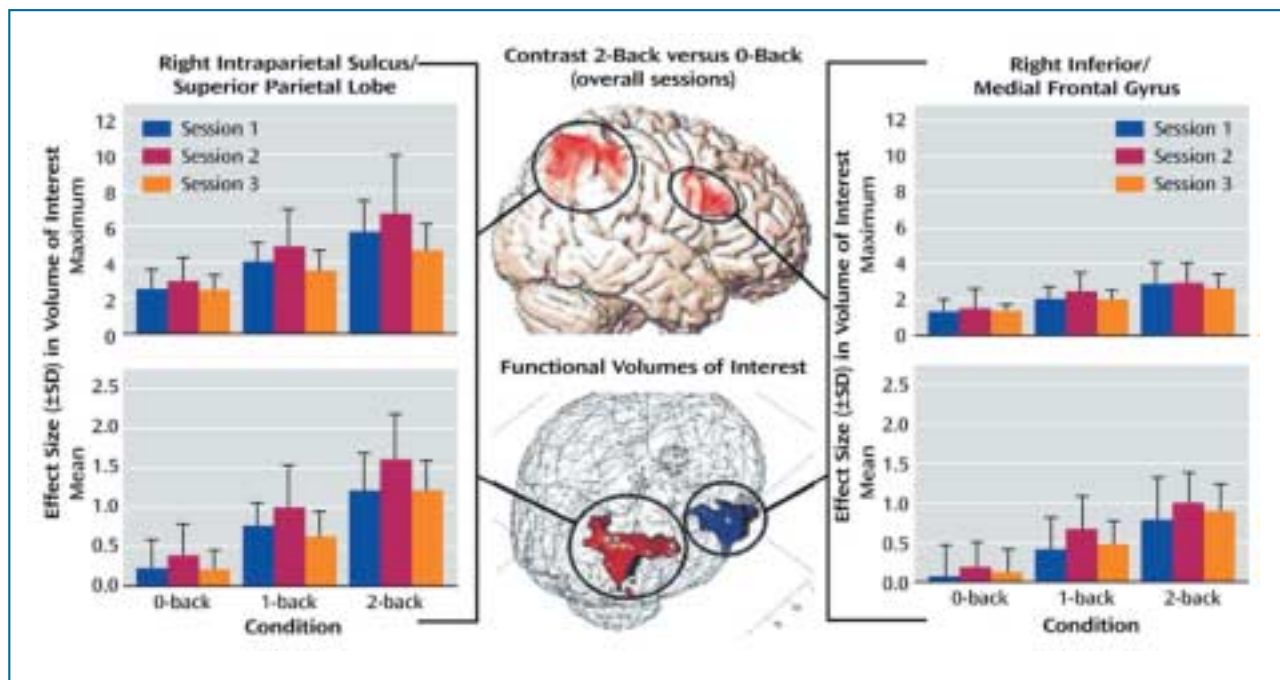 Right Intraparietal Sulcus/
Superior Parietal Lobe
Contrast 2-Back versus 0-Back
(overall sessions)
Right Inferior/
Medial Frontal Gyrus
Effect Size (±SD) in Volume of Interest
Maximum
12
10
8
6
4
2
0
Session 1
Session 2
Session 3
Mean
2.5
2.0
1.5
1.0
0.5
0.0
0-back
1-back
2-back
Condition
Functional Volumes of Interest
Effect Size (±SD) in Volume of Interest
Maximum
12
10
8
6
4
2
0
Session 1
Session 2
Session 3
Mean
2.5
2.0
1.5
1.0
0.5
0.0
0-back
1-back
2-back
Condition